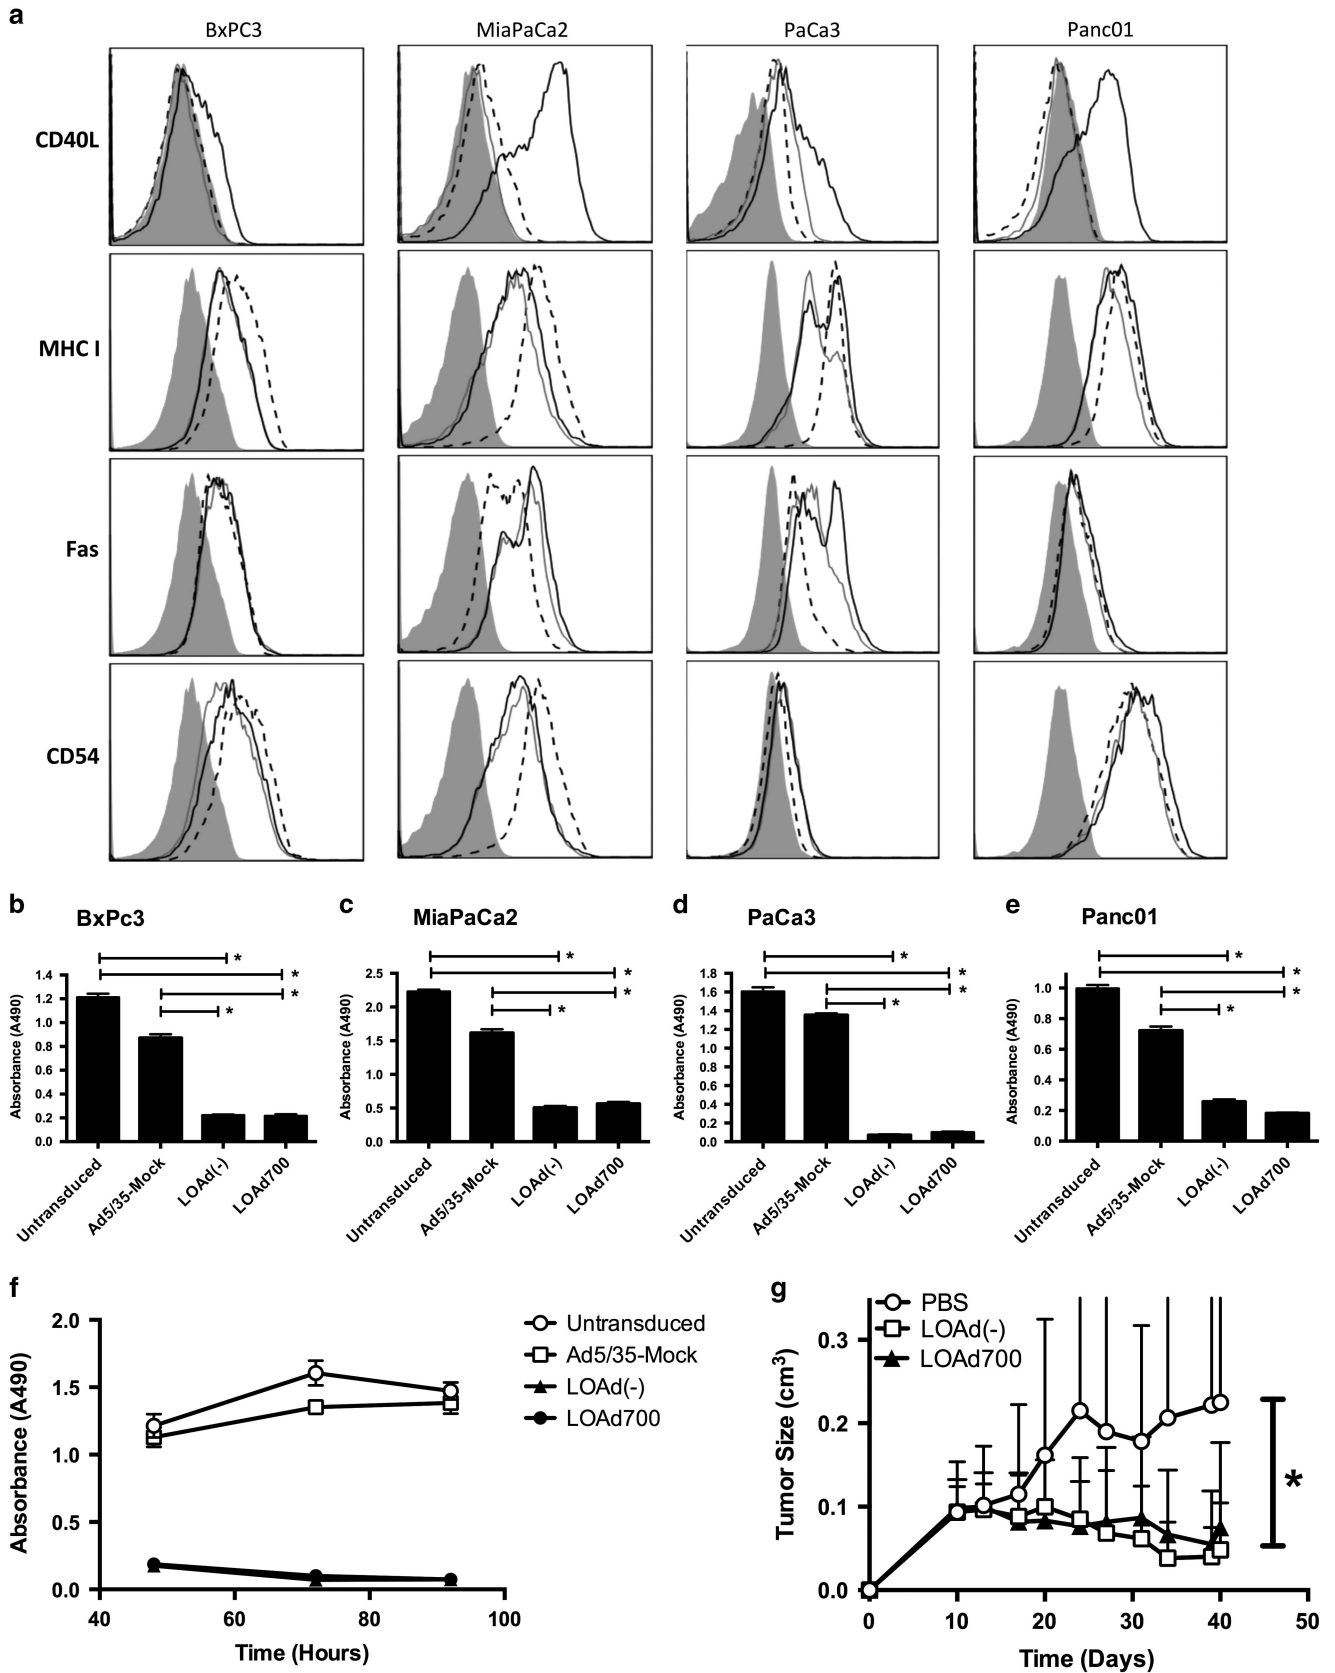 a
BxPC3 MiaPaCa2 PaCa3 Panc01
CD40L
MHC I
Fas
CD54
b BxPc3
* * * *
Absorbance (A490)
1.4
1.2
1.0
0.8
0.6
0.4
0.2
0.0
Untransduced Ad5/35-Mock LOAd(-) LOAd700
c MiaPaCa2
* * * *
Absorbance (A490)
2.5
2.0
1.5
1.0
0.5
0.0
Untransduced Ad5/35-Mock LOAd(-) LOAd700
d PaCa3
* * * *
Absorbance (A490)
1.8
1.6
1.4
1.2
1.0
0.8
0.6
0.4
0.2
0.0
Untransduced Ad5/35-Mock LOAd(-) LOAd700
e Panc01
* * * *
Absorbance (A490)
1.0
0.8
0.6
0.4
0.2
0.0
Untransduced Ad5/35-Mock LOAd(-) LOAd700
f
Absorbance (A490)
2.0
1.5
1.0
0.5
0.0
40 60 80 100
Time (Hours)
Untransduced
Ad5/35-Mock
LOAd(-)
LOAd700
g
PBS
LOAd(-)
LOAd700
Tumor Size (cm³)
0.3
0.2
0.1
0.0
0 10 20 30 40 50
Time (Days)
*